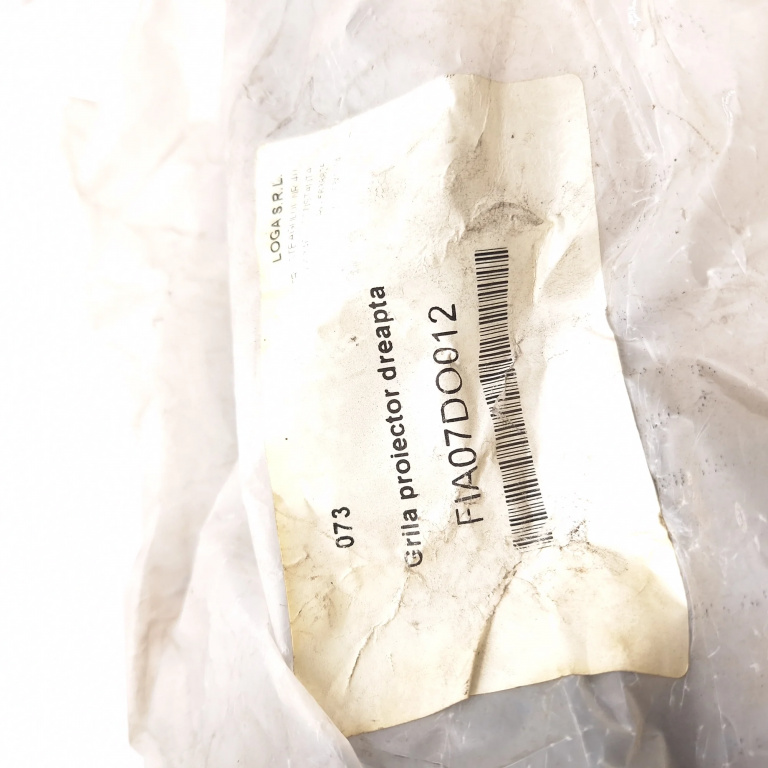 LOGA S.R.L.
073
Grila proiector dreapta
FIA07DO012